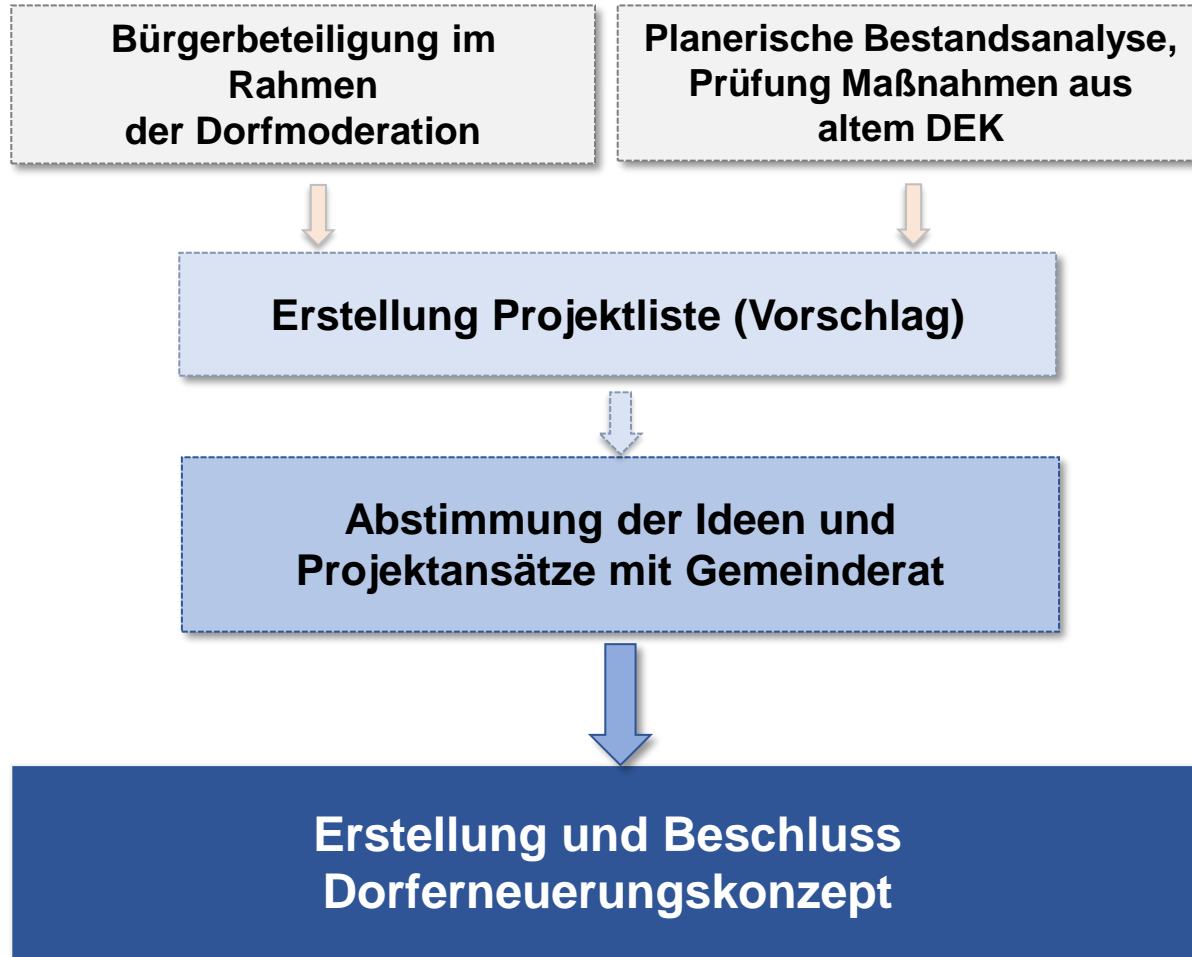 Bürgerbeteiligung im
Rahmen
der Dorfmoderation
Planerische Bestandsanalyse,
Prüfung Maßnahmen aus
altem DEK
Erstellung Projektliste (Vorschlag)
Abstimmung der Ideen und
Projektansätze mit Gemeinderat
Erstellung und Beschluss
Dorferneuerungskonzept